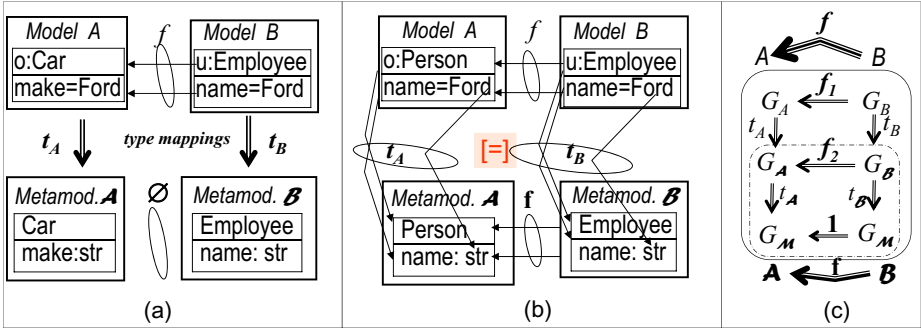 Model A
f
Model B
o:Car
make=Ford
u:Employee
name=Ford
t_A
type mappings
t_B
Metamod. 𝓐
∅
Metamod. 𝓑
Car
make:str
Employee
name: str
(a)
Model A
f
Model B
o:Person
name=Ford
u:Employee
name=Ford
t_A
[=]
t_B
Metamod. 𝓐
f
Metamod. 𝓑
Person
name: str
Employee
name: str
(b)
f
A
B
f_1
G_A
G_B
t_A
t_B
f_2
G_𝓐
G_𝓑
t_𝓐
t_𝓑
1
G_𝓜
G_𝓜
f
𝓐
𝓑
(c)